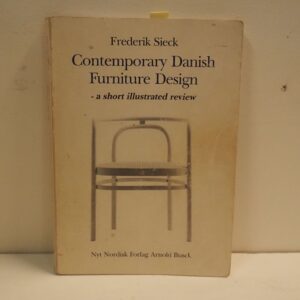 Frederik Sieck
Contemporary Danish
Furniture Design
- a short illustrated review
Nyt Nordisk Forlag Arnold Busck